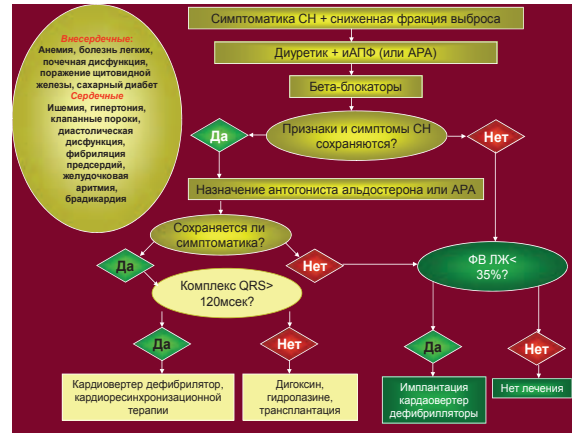 Внесердечные:
Анемия, болезнь легких,
почечная дисфункция,
поражение щитовидной
железы, сахарный диабет
Сердечные
Ишемия, гипертония,
клапанные пороки,
диастолическая
дисфункция,
фибриляция
предсердий,
желудочковая
аритмия,
брадикардия
Симптоматика СН + сниженная фракция выброса
Диуретик + иАПФ (или АРА)
Бета-блокаторы
Признаки и симптомы СН
сохраняются?
Да
Нет
Назначение антогониста альдостерона или АРА
Сохраняется ли
симптоматика?
Да
Нет
ФВ ЛЖ<
35%?
Комплекс QRS>
120мсек?
Да
Нет
Да
Нет
Кардиовертер дефибрилятор,
кардиоресинхронизационной
терапии
Дигоксин,
гидролазине,
трансплантация
Имплантация
кардаовертер
дефибрилляторы
Нет лечения